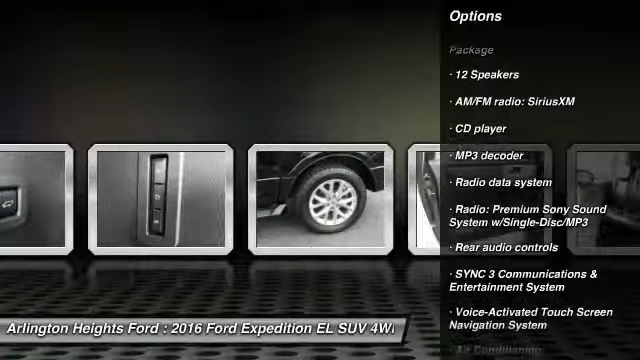 Options
Package
· 12 Speakers
· AM/FM radio: SiriusXM
· CD player
· MP3 decoder
· Radio data system
· Radio: Premium Sony Sound
System w/Single-Disc/MP3
· Rear audio controls
· SYNC 3 Communications &
Entertainment System
· Voice-Activated Touch Screen
Navigation System
· Air Conditioning
Arlington Heights Ford : 2016 Ford Expedition EL SUV 4W